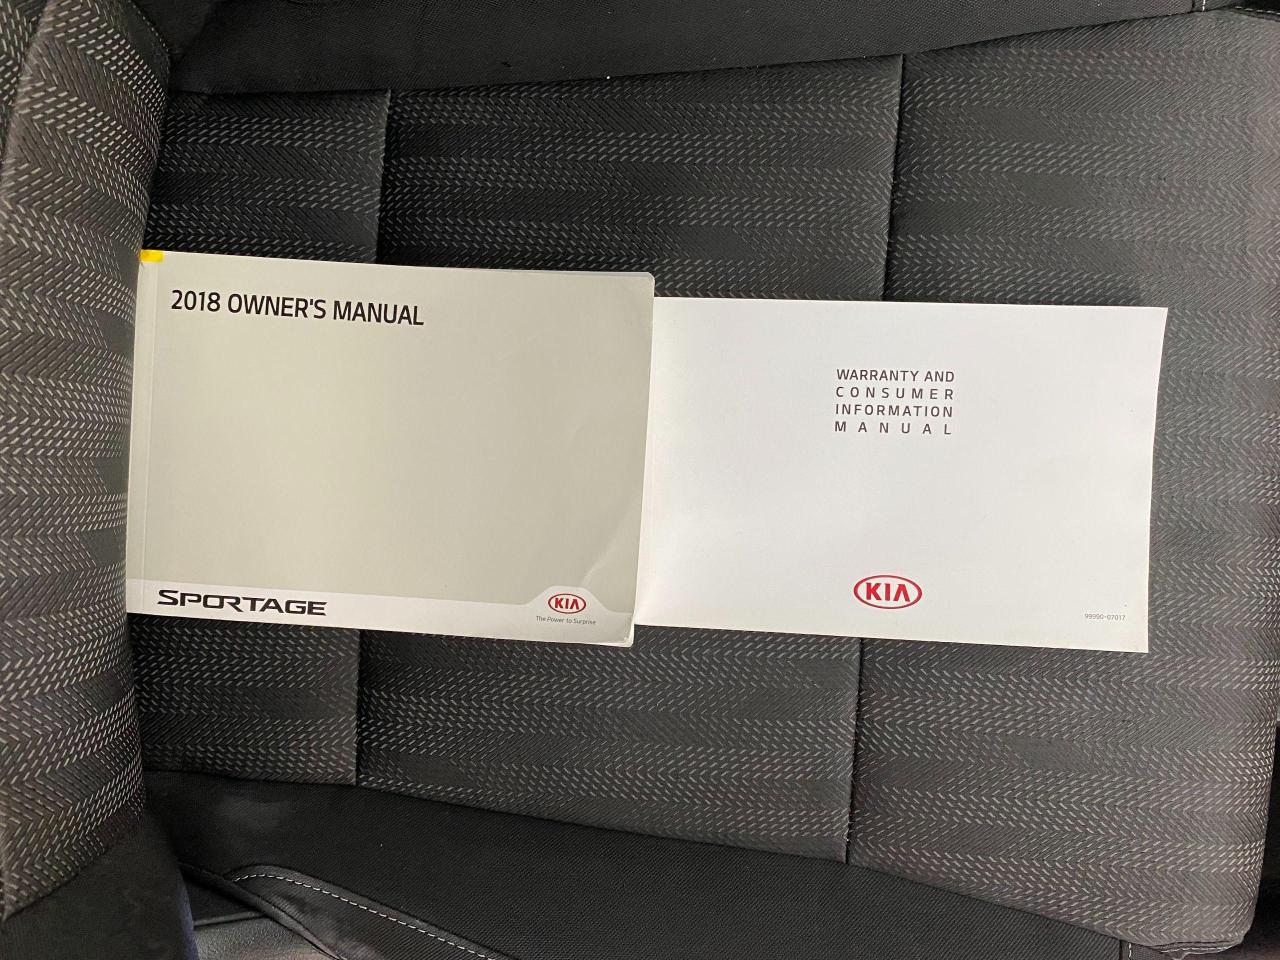 2018 OWNER'S MANUAL
SPORTAGE
KIA
The Power to Surprise
WARRANTY AND
CONSUMER
INFORMATION
MANUAL
KIA
99990-07017